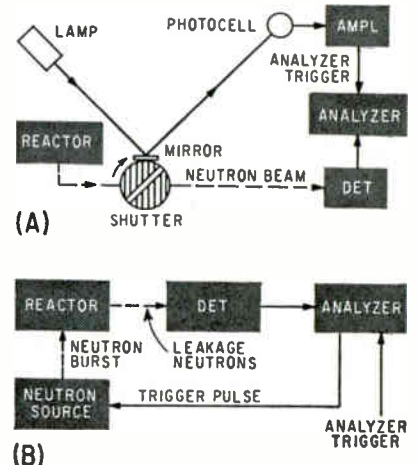 LAMP
PHOTOCELL
AMPL
ANALYZER
TRIGGER
ANALYZER
REACTOR
MIRROR
NEUTRON BEAM
DET
SHUTTER
(A)
REACTOR
DET
ANALYZER
NEUTRON
BURST
LEAKAGE
NEUTRONS
NEUTRON
SOURCE
TRIGGER PULSE
ANALYZER
TRIGGER
(B)